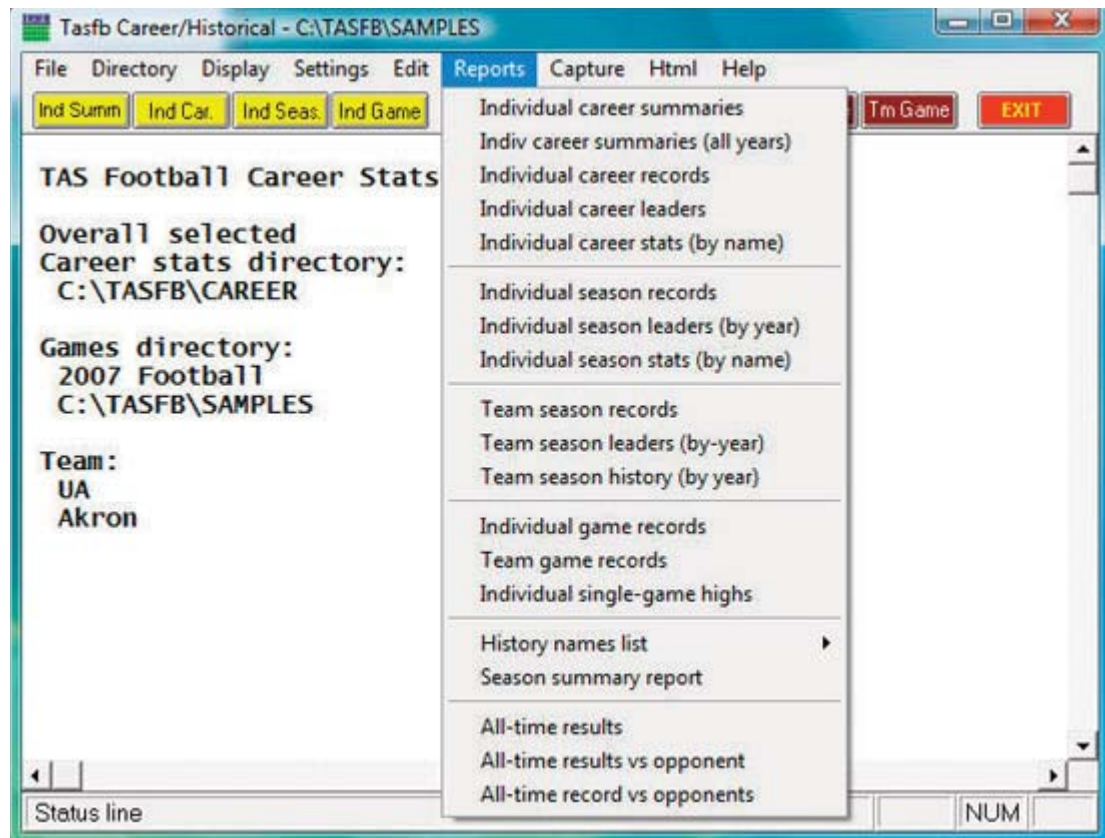 Tasfb Career/Historical - C:\TASFB\SAMPLES
File Directory Display Settings Edit Reports Capture Html Help
Ind Summ Ind Car. Ind Seas. Ind Game Tm Game EXIT
TAS Football Career Stats
Overall selected
Career stats directory:
C:\TASFB\CAREER
Games directory:
2007 Football
C:\TASFB\SAMPLES
Team:
UA
Akron
Individual career summaries
Indiv career summaries (all years)
Individual career records
Individual career leaders
Individual career stats (by name)
Individual season records
Individual season leaders (by year)
Individual season stats (by name)
Team season records
Team season leaders (by-year)
Team season history (by year)
Individual game records
Team game records
Individual single-game highs
History names list
Season summary report
All-time results
All-time results vs opponent
All-time record vs opponents
Status line NUM